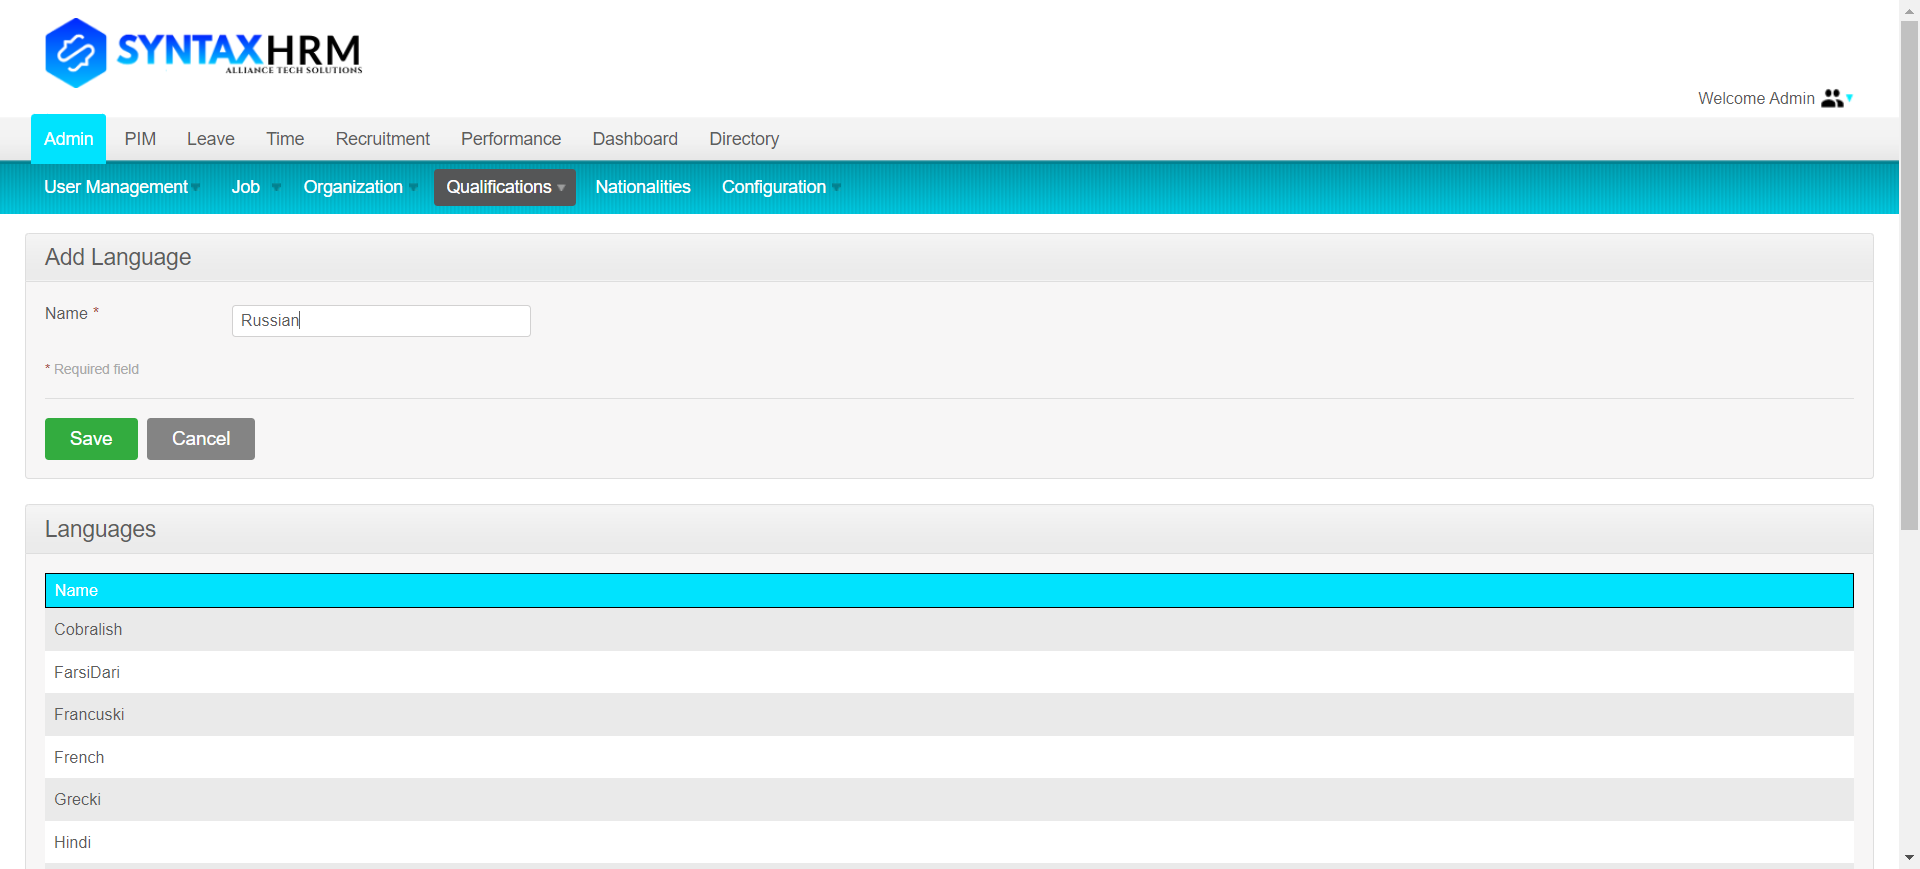 SYNTAXHRM
ALLIANCE TECH SOLUTIONS
Welcome Admin
Admin PIM Leave Time Recruitment Performance Dashboard Directory
User Management Job Organization Qualifications Nationalities Configuration
Add Language
Name * Russian
* Required field
Save Cancel
Languages
Name
Cobralish
FarsiDari
Francuski
French
Grecki
Hindi